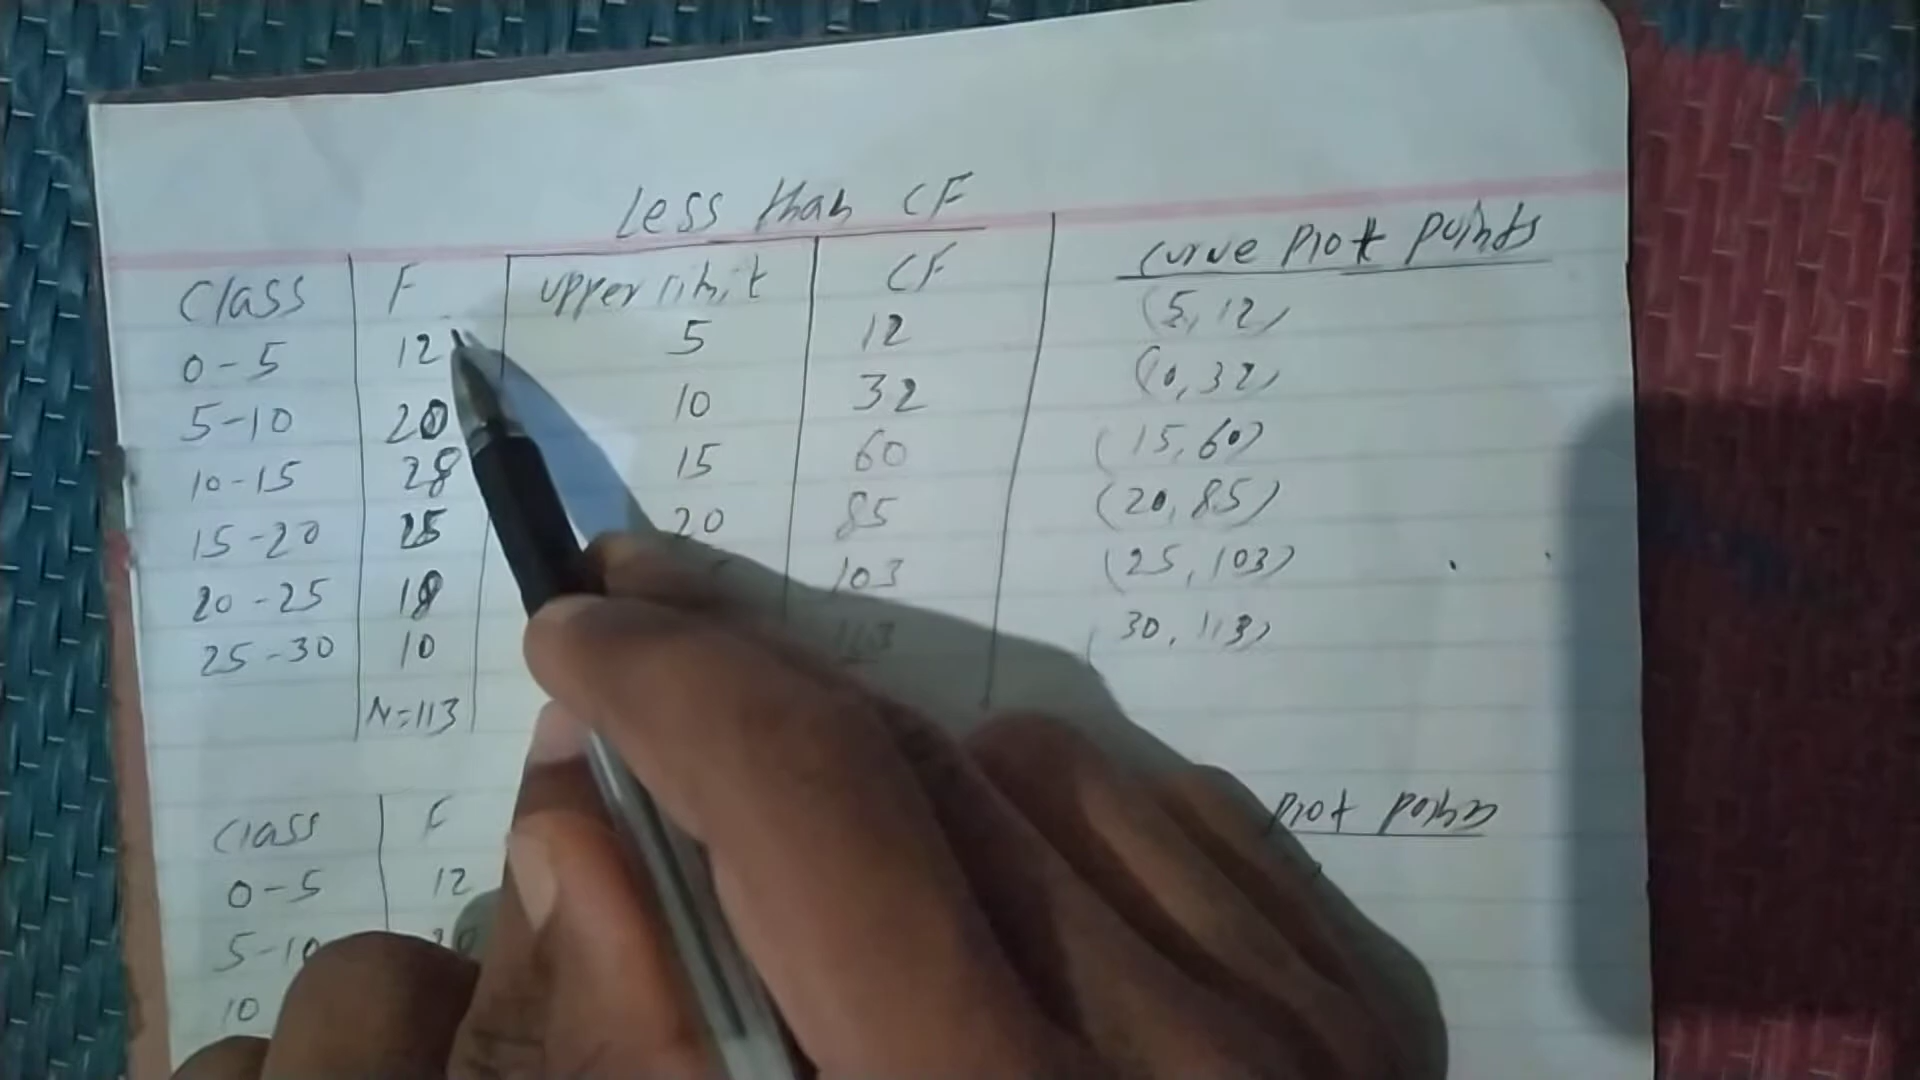 Less than CF
Class F upper limit CF curve Plot points
0-5 12 5 12 (5,12)
5-10 20 10 32 (10,32)
10-15 28 15 60 (15,60)
15-20 25 20 85 (20,85)
20-25 18 103 (25,103)
25-30 10 113 (30,113)
N=113
Class F Plot points
0-5 12
5-10 20
10